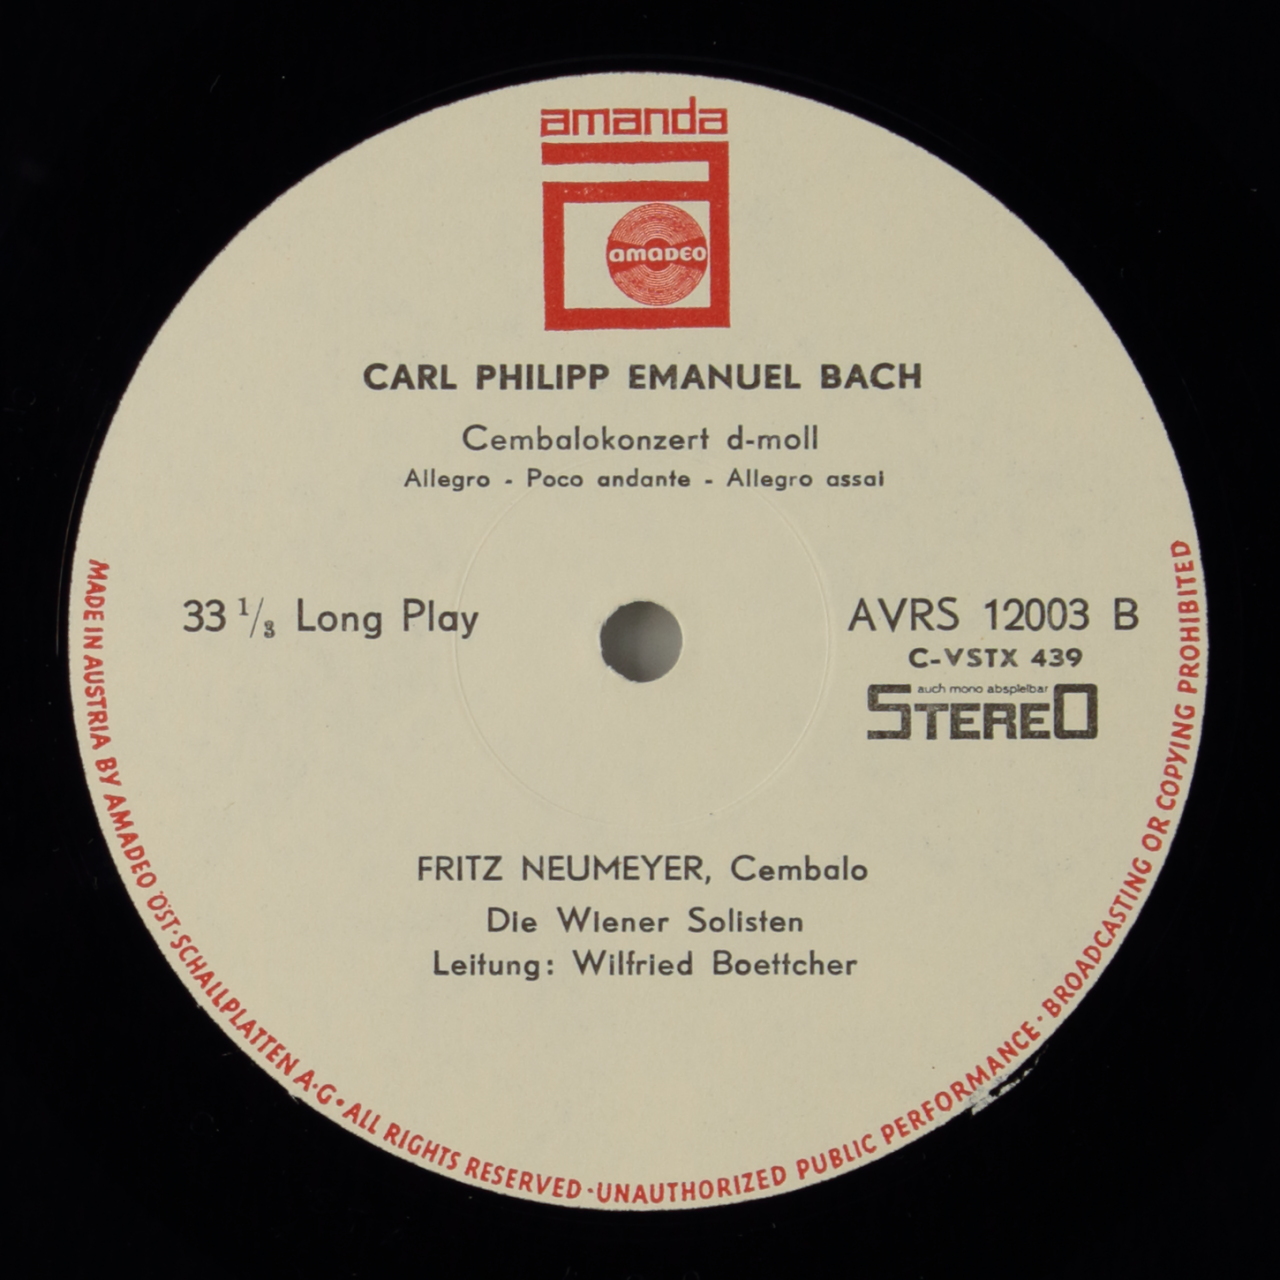 amanda
amaDEO
CARL PHILIPP EMANUEL BACH
Cembalokonzert d-moll
Allegro - Poco andante - Allegro assai
33 1/3 Long Play
AVRS 12003 B
C-VSTX 439
auch mono abspielbar
STEREO
FRITZ NEUMEYER, Cembalo
Die Wiener Solisten
Leitung: Wilfried Boettcher
MADE IN AUSTRIA BY AMADEO ÖST·SCHALLPLATTEN A·G·ALL RIGHTS RESERVED·UNAUTHORIZED PUBLIC PERFORMANCE·BROADCASTING OR COPYING PROHIBITED